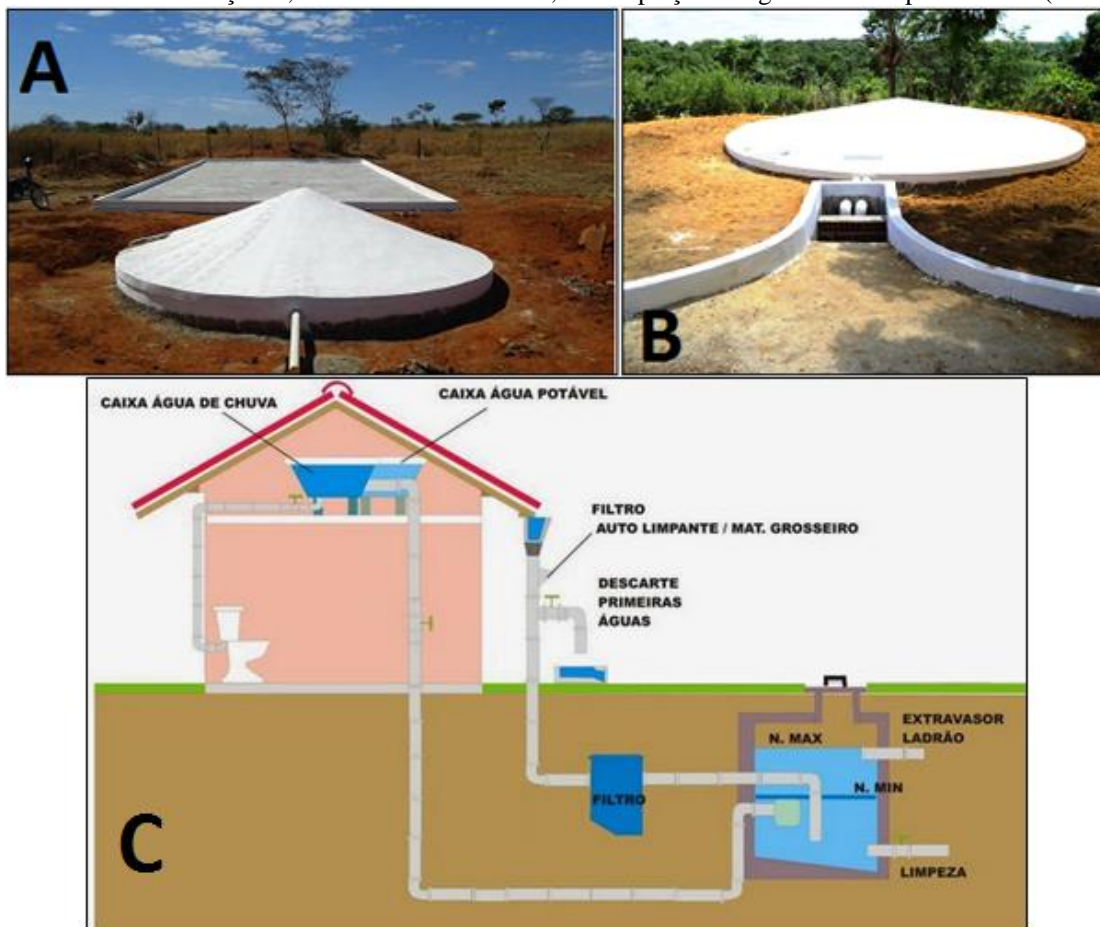 A
B
CAIXA ÁGUA DE CHUVA
CAIXA ÁGUA POTÁVEL
FILTRO
AUTO LIMPANTE / MAT. GROSSEIRO
DESCARTE
PRIMEIRAS
ÁGUAS
EXTRAVASOR
LADRÃO
N. MAX
N. MIN
FILTRO
LIMPEZA
C